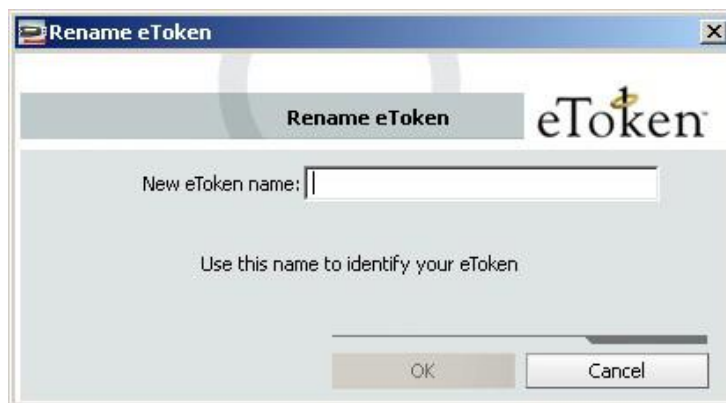 Rename eToken
Rename eToken
eToken
New eToken name:
Use this name to identify your eToken
OK
Cancel